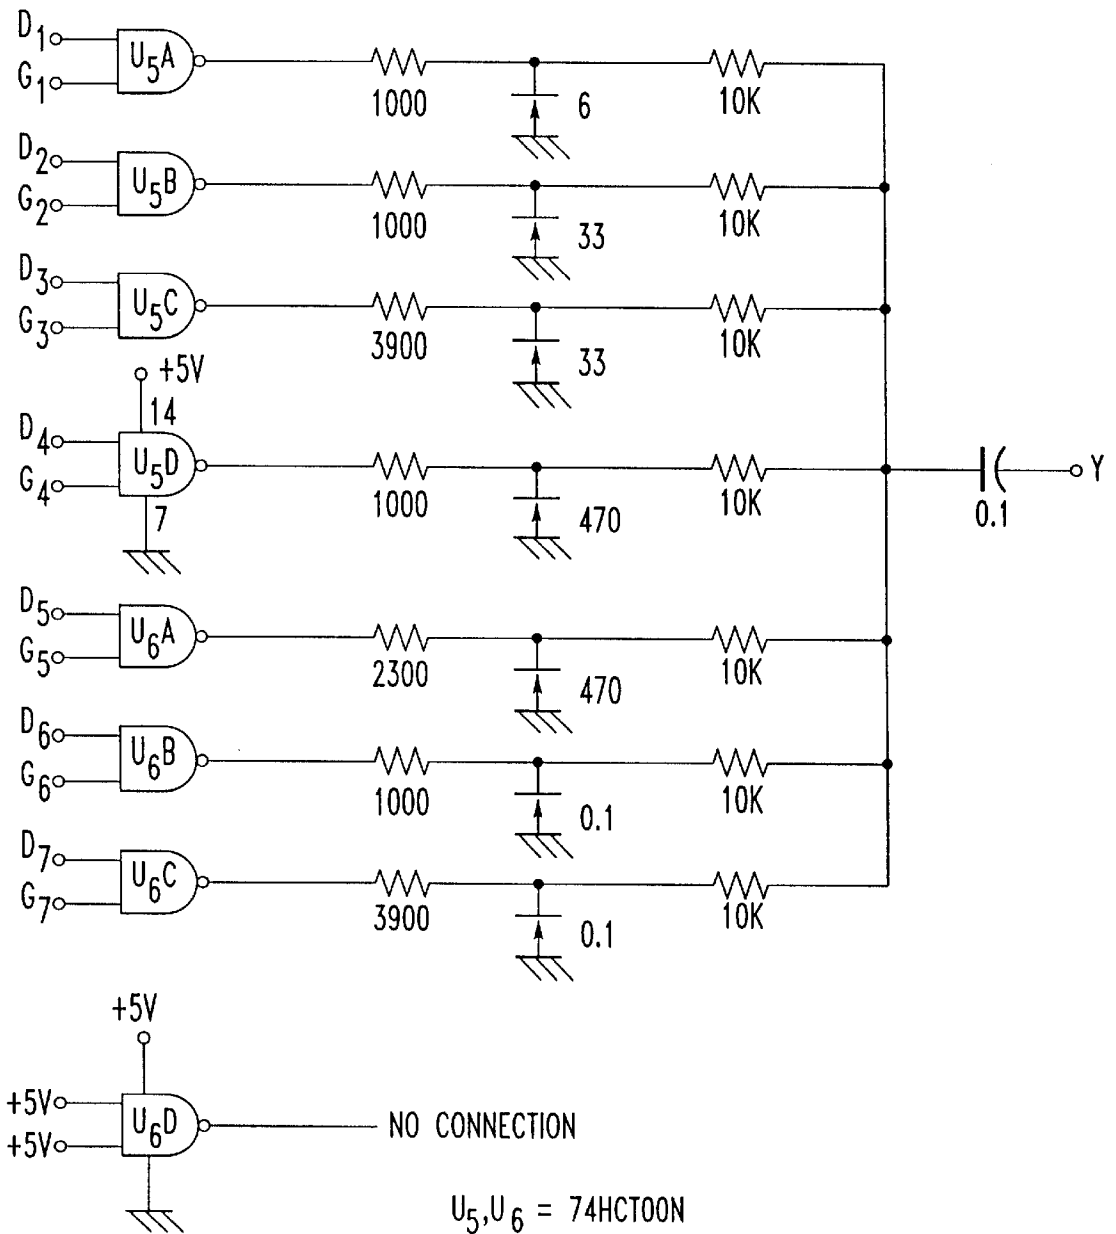 D1
G1
U5A
1000
6
10K
D2
G2
U5B
1000
33
10K
D3
G3
U5C
3900
33
10K
+5V
14
D4
G4
U5D
7
1000
470
10K
0.1
Y
D5
G5
U6A
2300
470
10K
D6
G6
U6B
1000
0.1
10K
D7
G7
U6C
3900
0.1
10K
+5V
+5V
+5V
U6D
NO CONNECTION
U5,U6 = 74HCT00N